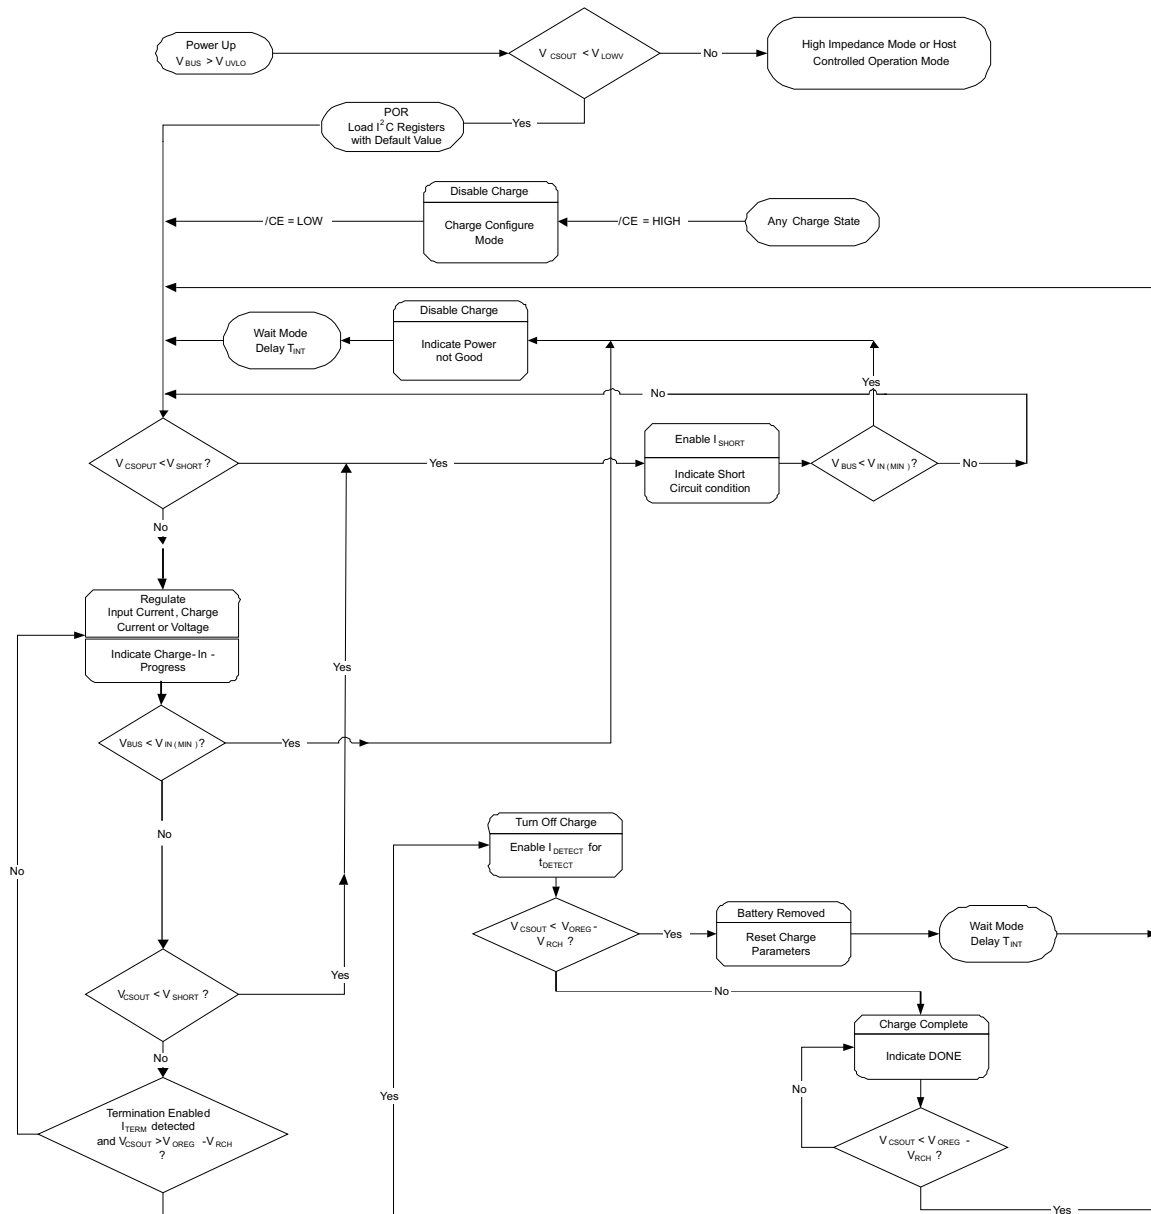 Power Up
V BUS > V UVLO
V CSOUT < V LOWV
No
High Impedance Mode or Host
Controlled Operation Mode
Yes
POR
Load I2C Registers
with Default Value
Disable Charge
Charge Configure
Mode
/CE = LOW
/CE = HIGH
Any Charge State
Disable Charge
Indicate Power
not Good
Wait Mode
Delay TINT
Yes
No
V CSOPUT < V SHORT ?
Yes
Enable I SHORT
Indicate Short
Circuit condition
V BUS < V IN ( MIN ) ?
No
No
Regulate
Input Current , Charge
Current or Voltage
Indicate Charge- In -
Progress
Yes
VBUS < V IN ( MIN ) ?
Yes
No
No
Turn Off Charge
Enable I DETECT for
tDETECT
V CSOUT < VOREG -
VRCH ?
Yes
Battery Removed
Reset Charge
Parameters
Wait Mode
Delay TINT
VCSOUT < V SHORT ?
Yes
No
No
Charge Complete
Indicate DONE
No
Yes
Termination Enabled
ITERM detected
and VCSOUT > VOREG - VRCH
?
V CSOUT < V OREG -
VRCH ?
Yes